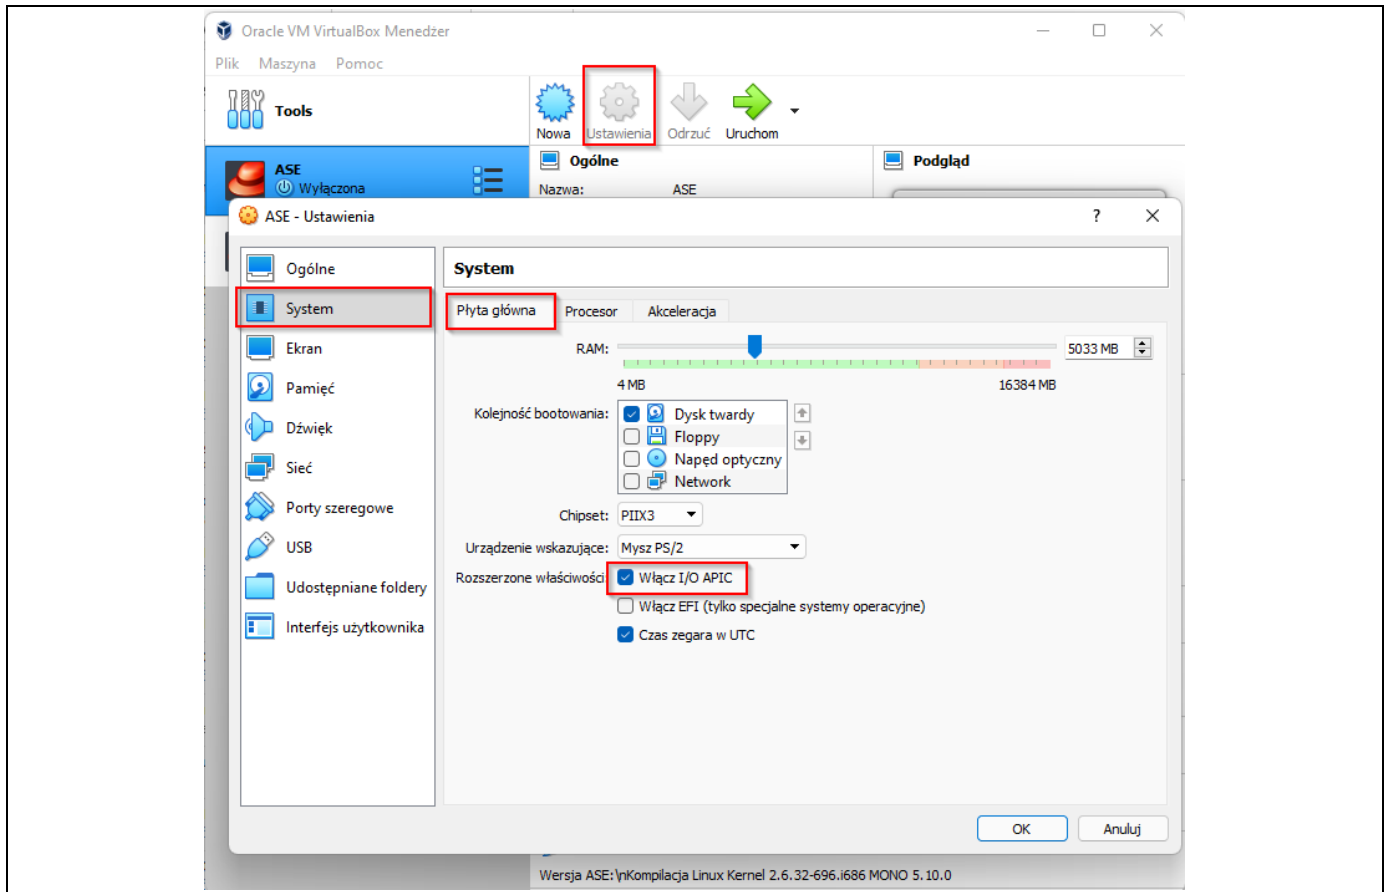 Oracle VM VirtualBox Menedżer
Plik Maszyna Pomoc
Tools
Nowa Ustawienia Odrzuć Uruchom
ASE
Wyłączona
Ogólne
Nazwa: ASE
Podgląd
ASE - Ustawienia
?
Ogólne
System
Ekran
Pamięć
Dźwięk
Sieć
Porty szeregowe
USB
Udostępniane foldery
Interfejs użytkownika
System
Płyta główna Procesor Akceleracja
RAM: 5033 MB
4 MB 16384 MB
Kolejność bootowania: Dysk twardy
Floppy
Napęd optyczny
Network
Chipset: PIIX3
Urządzenie wskazujące: Mysz PS/2
Rozszerzone właściwości Włącz I/O APIC
Włącz EFI (tylko specjalne systemy operacyjne)
Czas zegara w UTC
OK Anuluj
Wersja ASE:\nKompilacja Linux Kernel 2.6.32-696.i686 MONO 5.10.0